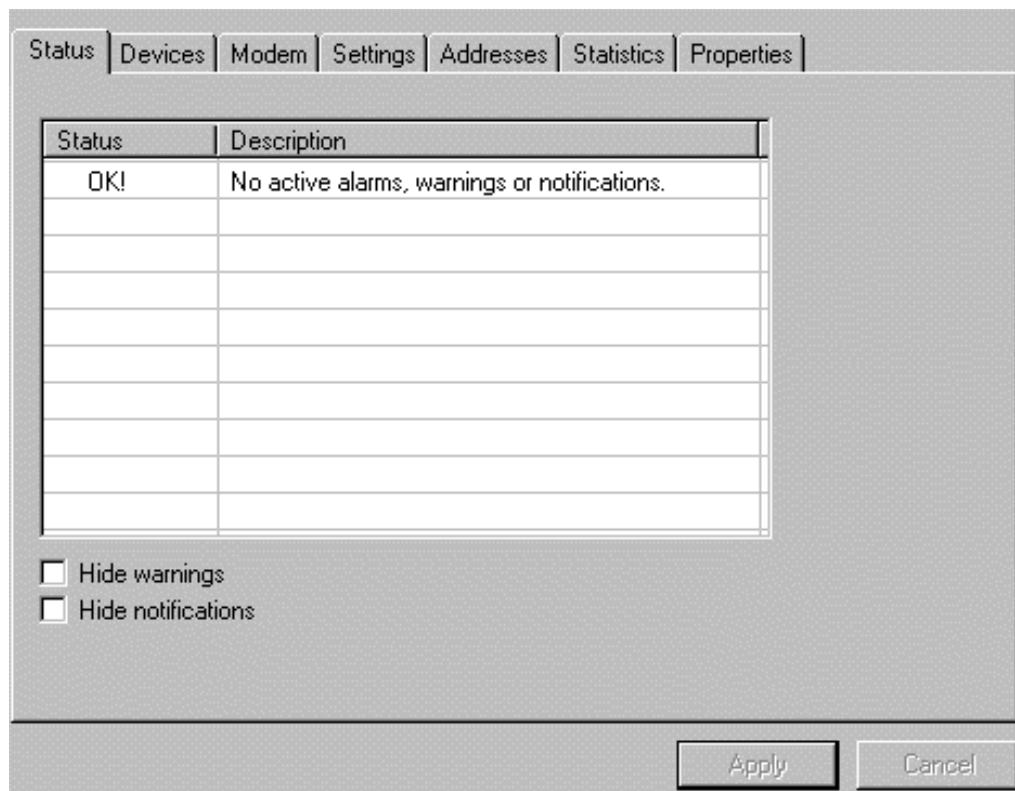 Status Devices Modem Settings Addresses Statistics Properties
Status Description
OK! No active alarms, warnings or notifications.
Hide warnings
Hide notifications
Apply Cancel